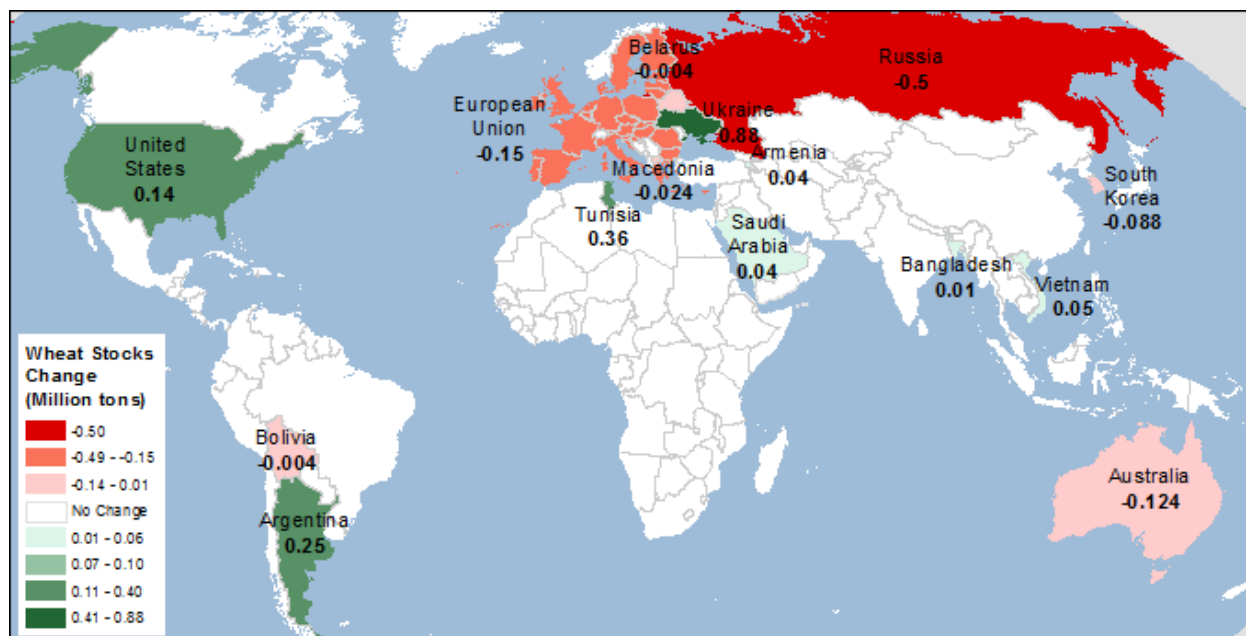 Belarus
-0.004
Russia
-0.5
European
Union
-0.15
Ukraine
0.88
United
States
0.14
Armenia
0.04
Macedonia
-0.024
South
Korea
-0.088
Tunisia
0.36
Saudi
Arabia
0.04
Bangladesh
0.01
Vietnam
0.05
Wheat Stocks
Change
(Million tons)
-0.50
-0.49 - -0.15
-0.14 - 0.01
No Change
0.01 - 0.06
0.07 - 0.10
0.11 - 0.40
0.41 - 0.88
Bolivia
-0.004
Argentina
0.25
Australia
-0.124